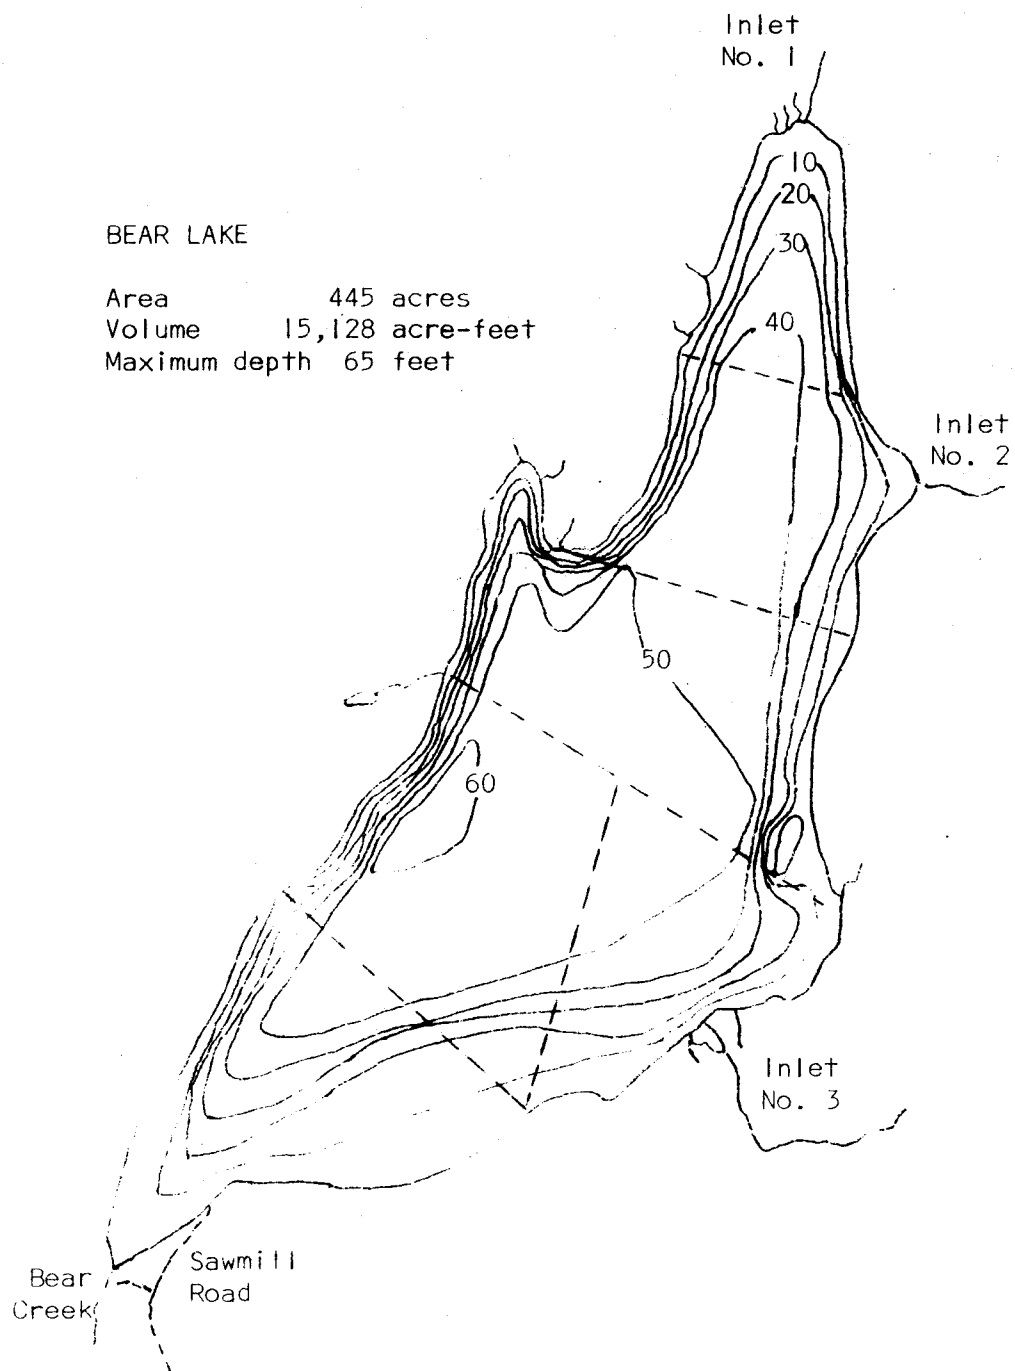 Inlet
No. 1
10
20
30
BEAR LAKE
Area 445 acres
Volume 15,128 acre-feet
Maximum depth 65 feet
40
Inlet
No. 2
50
60
Inlet
No. 3
Sawmill
Road
Bear
Creek